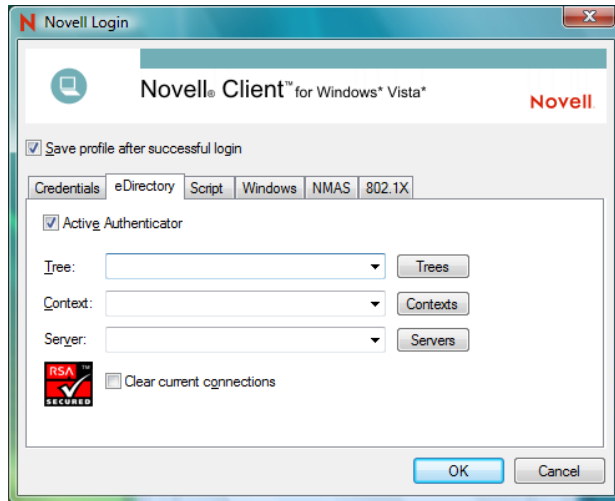 Novell Login
Novell® Client™ for Windows* Vista*
Novell.
Save profile after successful login
Credentials eDirectory Script Windows NMAS 802.1X
Active Authenticator
Tree: Trees
Context: Contexts
Server: Servers
RSA™
SECURED
Clear current connections
OK Cancel